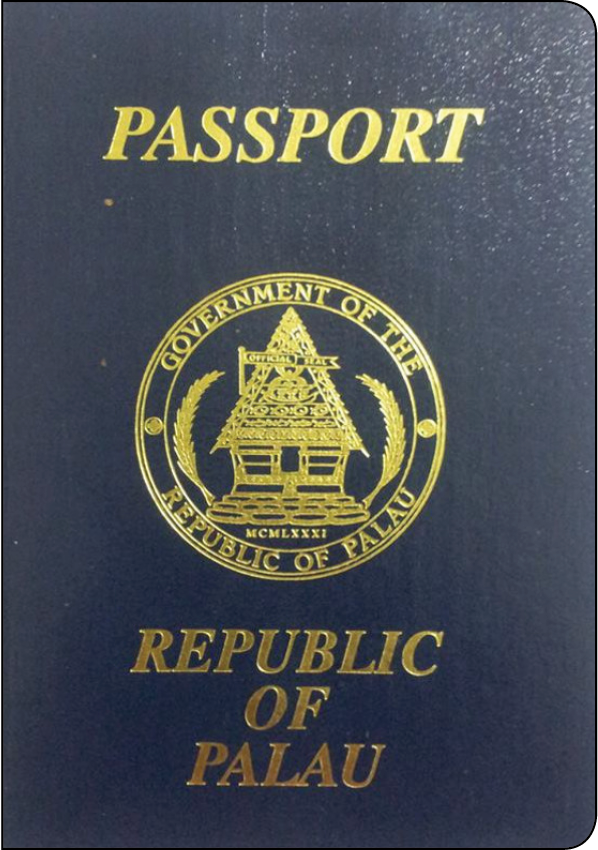 PASSPORT
GOVERNMENT OF THE
OFFICIAL SEAL
MCMLXXXI
REPUBLIC OF PALAU
REPUBLIC
OF
PALAU